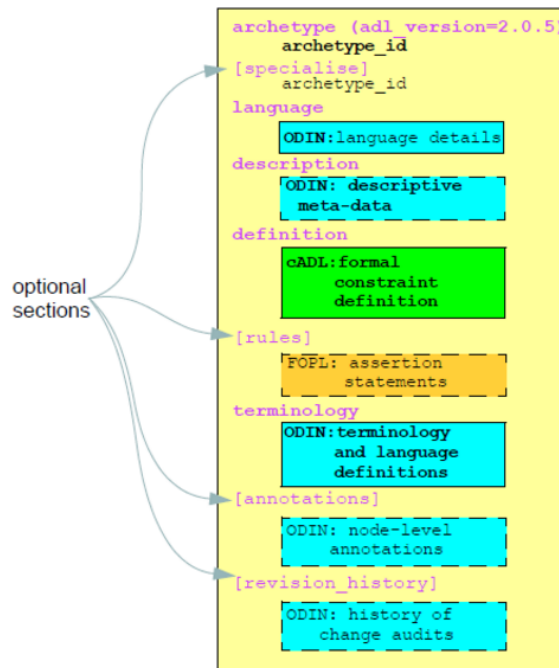 archetype (adl_version=2.0.5)
archetype_id
[specialise]
archetype_id
language
ODIN:language details
description
ODIN: descriptive
meta-data
definition
cADL:formal
constraint
definition
optional
sections
[rules]
FOPL: assertion
statements
terminology
ODIN:terminology
and language
definitions
[annotations]
ODIN: node-level
annotations
[revision_history]
ODIN: history of
change audits